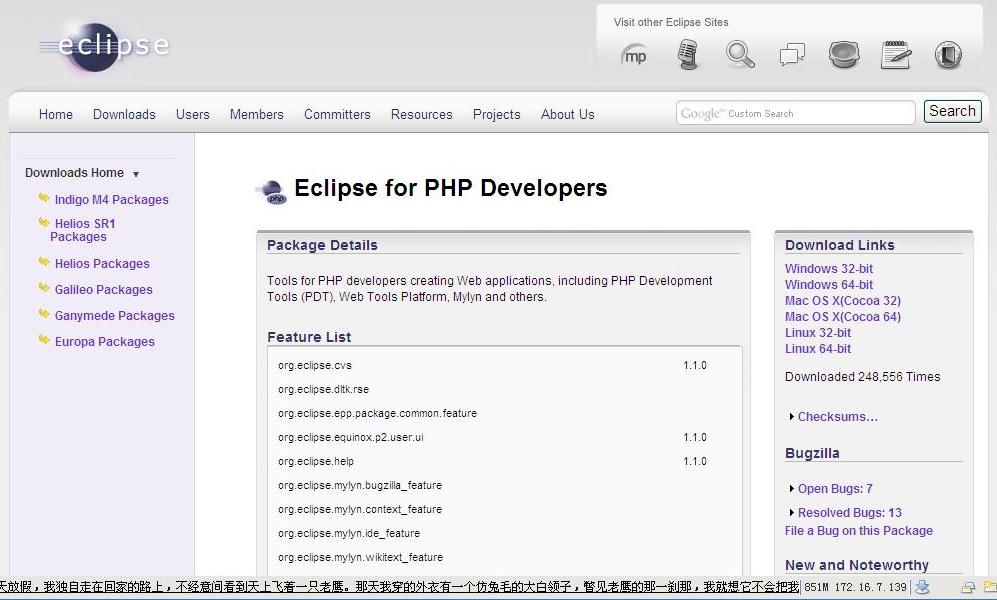 eclipse
Visit other Eclipse Sites
mp
Home Downloads Users Members Committers Resources Projects About Us
Google™ Custom Search
Search
Downloads Home
Indigo M4 Packages
Helios SR1
Packages
Helios Packages
Galileo Packages
Ganymede Packages
Europa Packages
php
Eclipse for PHP Developers
Package Details
Tools for PHP developers creating Web applications, including PHP Development
Tools (PDT), Web Tools Platform, Mylyn and others.
Feature List
org.eclipse.cvs 1.1.0
org.eclipse.dltk.rse
org.eclipse.epp.package.common.feature
org.eclipse.equinox.p2.user.ui 1.1.0
org.eclipse.help 1.1.0
org.eclipse.mylyn.bugzilla_feature
org.eclipse.mylyn.context_feature
org.eclipse.mylyn.ide_feature
org.eclipse.mylyn.wikitext_feature
Download Links
Windows 32-bit
Windows 64-bit
Mac OS X(Cocoa 32)
Mac OS X(Cocoa 64)
Linux 32-bit
Linux 64-bit
Downloaded 248,556 Times
Checksums...
Bugzilla
Open Bugs: 7
Resolved Bugs: 13
File a Bug on this Package
New and Noteworthy
天放假，我独自走在回家的路上，不经意间看到天上飞着一只老鹰。那天我穿的外衣有一个仿兔毛的大白领子，瞥见老鹰的那一刹那，我就想它不会把我 851M 172.16.7.139